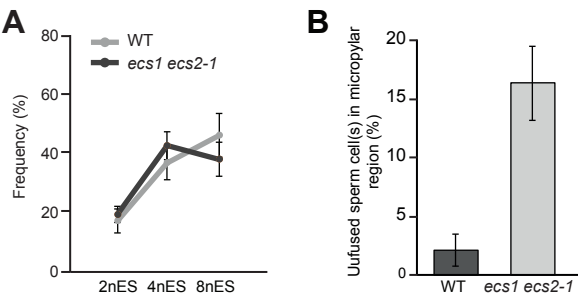 A
80
60
40
20
0
Frequency (%)
WT
ecs1 ecs2-1
2nES 4nES 8nES
B
20
15
10
5
0
Uufused sperm cell(s) in micropylar
region (%)
WT ecs1 ecs2-1